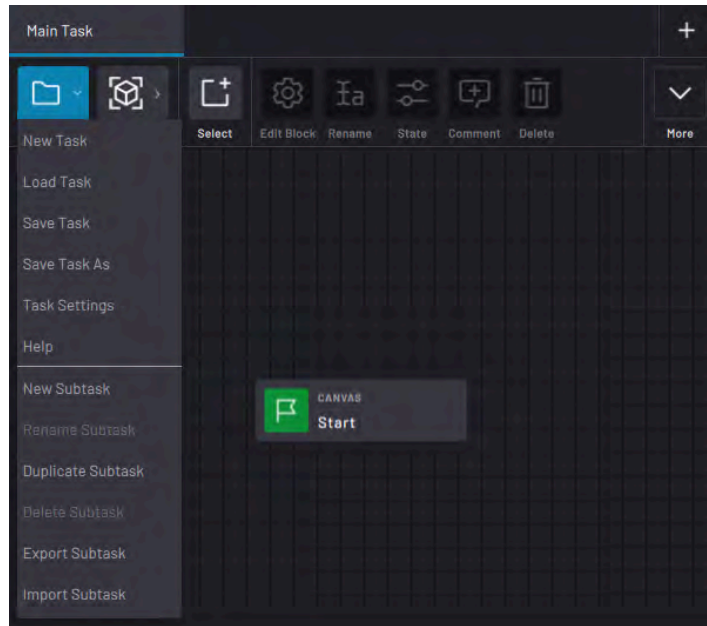 Main Task
Select
Edit Block
Rename
State
Comment
Delete
More
New Task
Load Task
Save Task
Save Task As
Task Settings
Help
New Subtask
Rename Subtask
Duplicate Subtask
Delete Subtask
Export Subtask
Import Subtask
CANVAS
Start